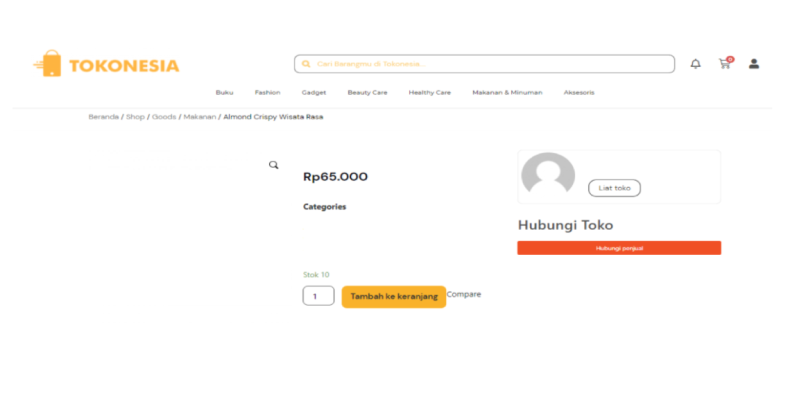 TOKONESIA
Cari Barangmu di Tokonesia...
0
Buku Fashion Gadget Beauty Care Healthy Care Makanan & Minuman Aksesoris
Beranda / Shop / Goods / Makanan / Almond Crispy Wisata Rasa
Rp65.000
Categories
Liat toko
Hubungi Toko
Hubungi penjual
Stok 10
1 Tambah ke keranjang Compare